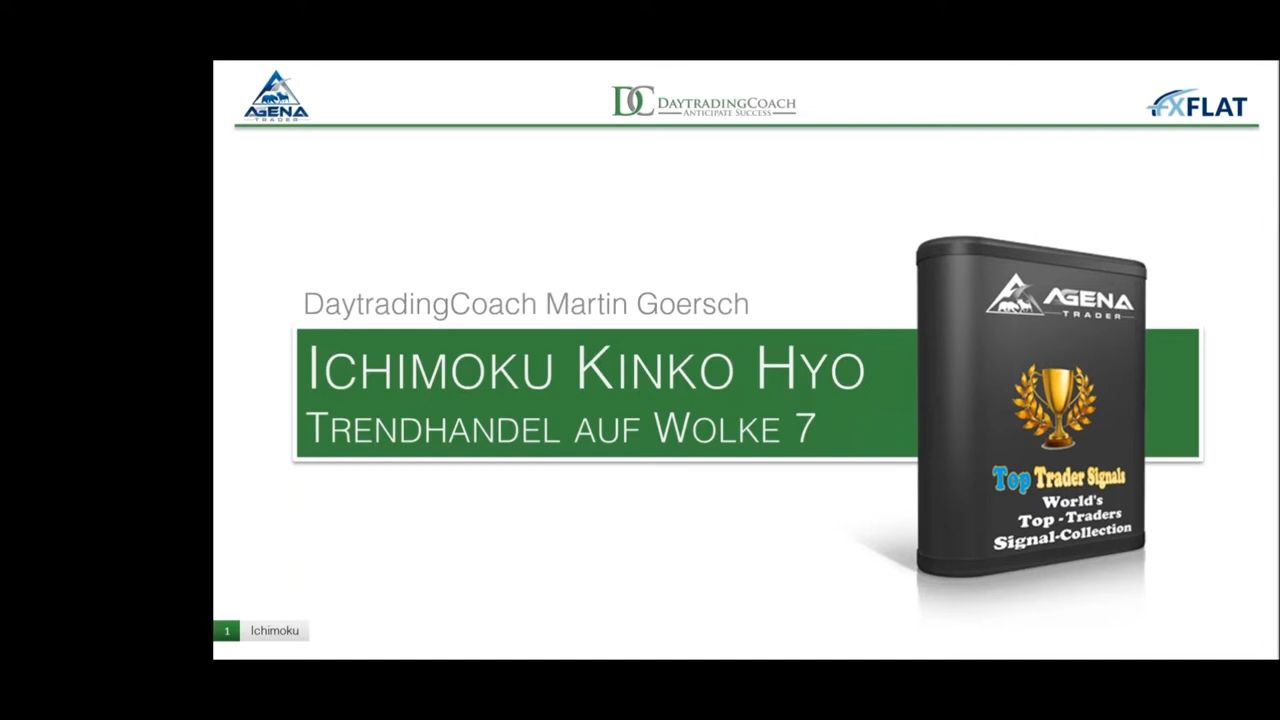 AGENA
TRADER
DC DAYTRADINGCOACH
ANTICIPATE SUCCESS
FXFLAT
DaytradingCoach Martin Goersch
ICHIMOKU KINKO HYO
TRENDHANDEL AUF WOLKE 7
AGENA
TRADER
Top Trader Signals
World's
Top -Traders
Signal-Collection
1 Ichimoku